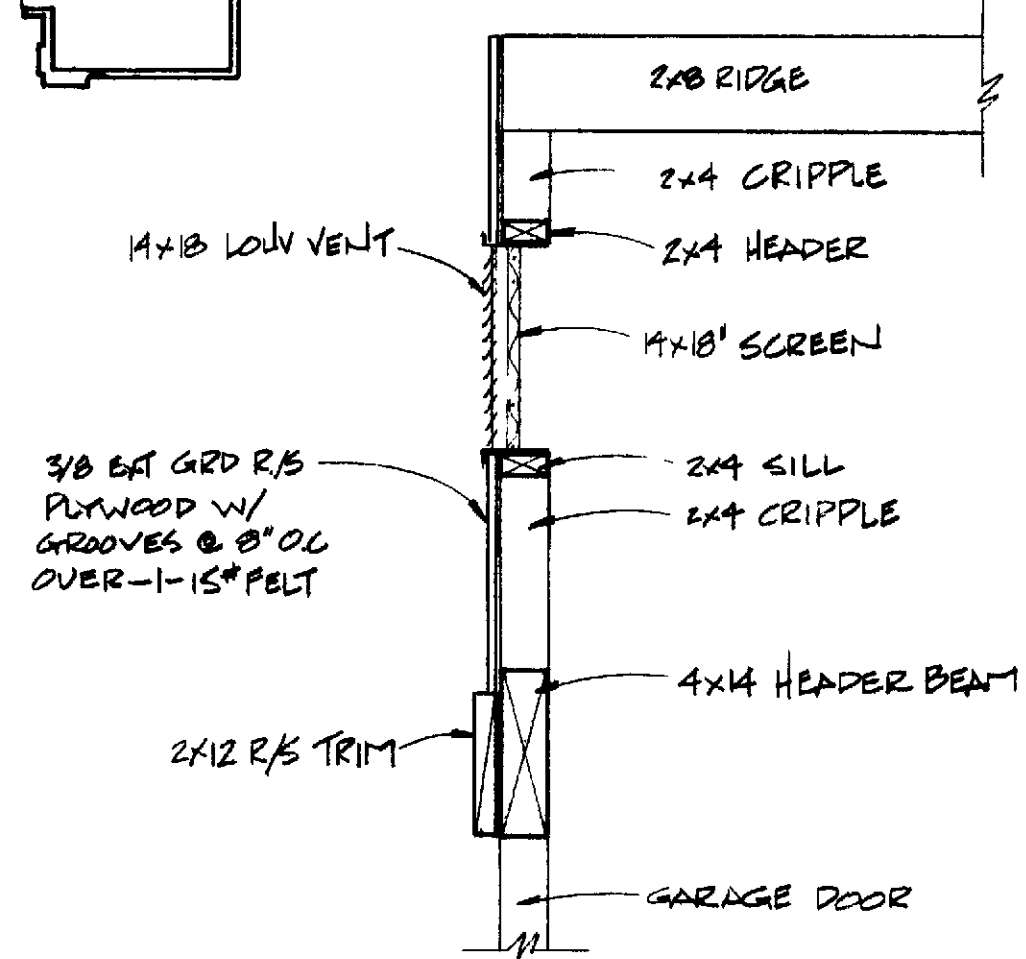 2x8 RIDGE
2x4 CRIPPLE
14x18 LOUV VENT
2x4 HEADER
14x18" SCREEN
3/8 EXT GRD R/S
PLYWOOD W/
GROOVES @ 8" O.C
OVER-1-15# FELT
2x4 SILL
2x4 CRIPPLE
4x14 HEADER BEAM
2x12 R/S TRIM
GARAGE DOOR